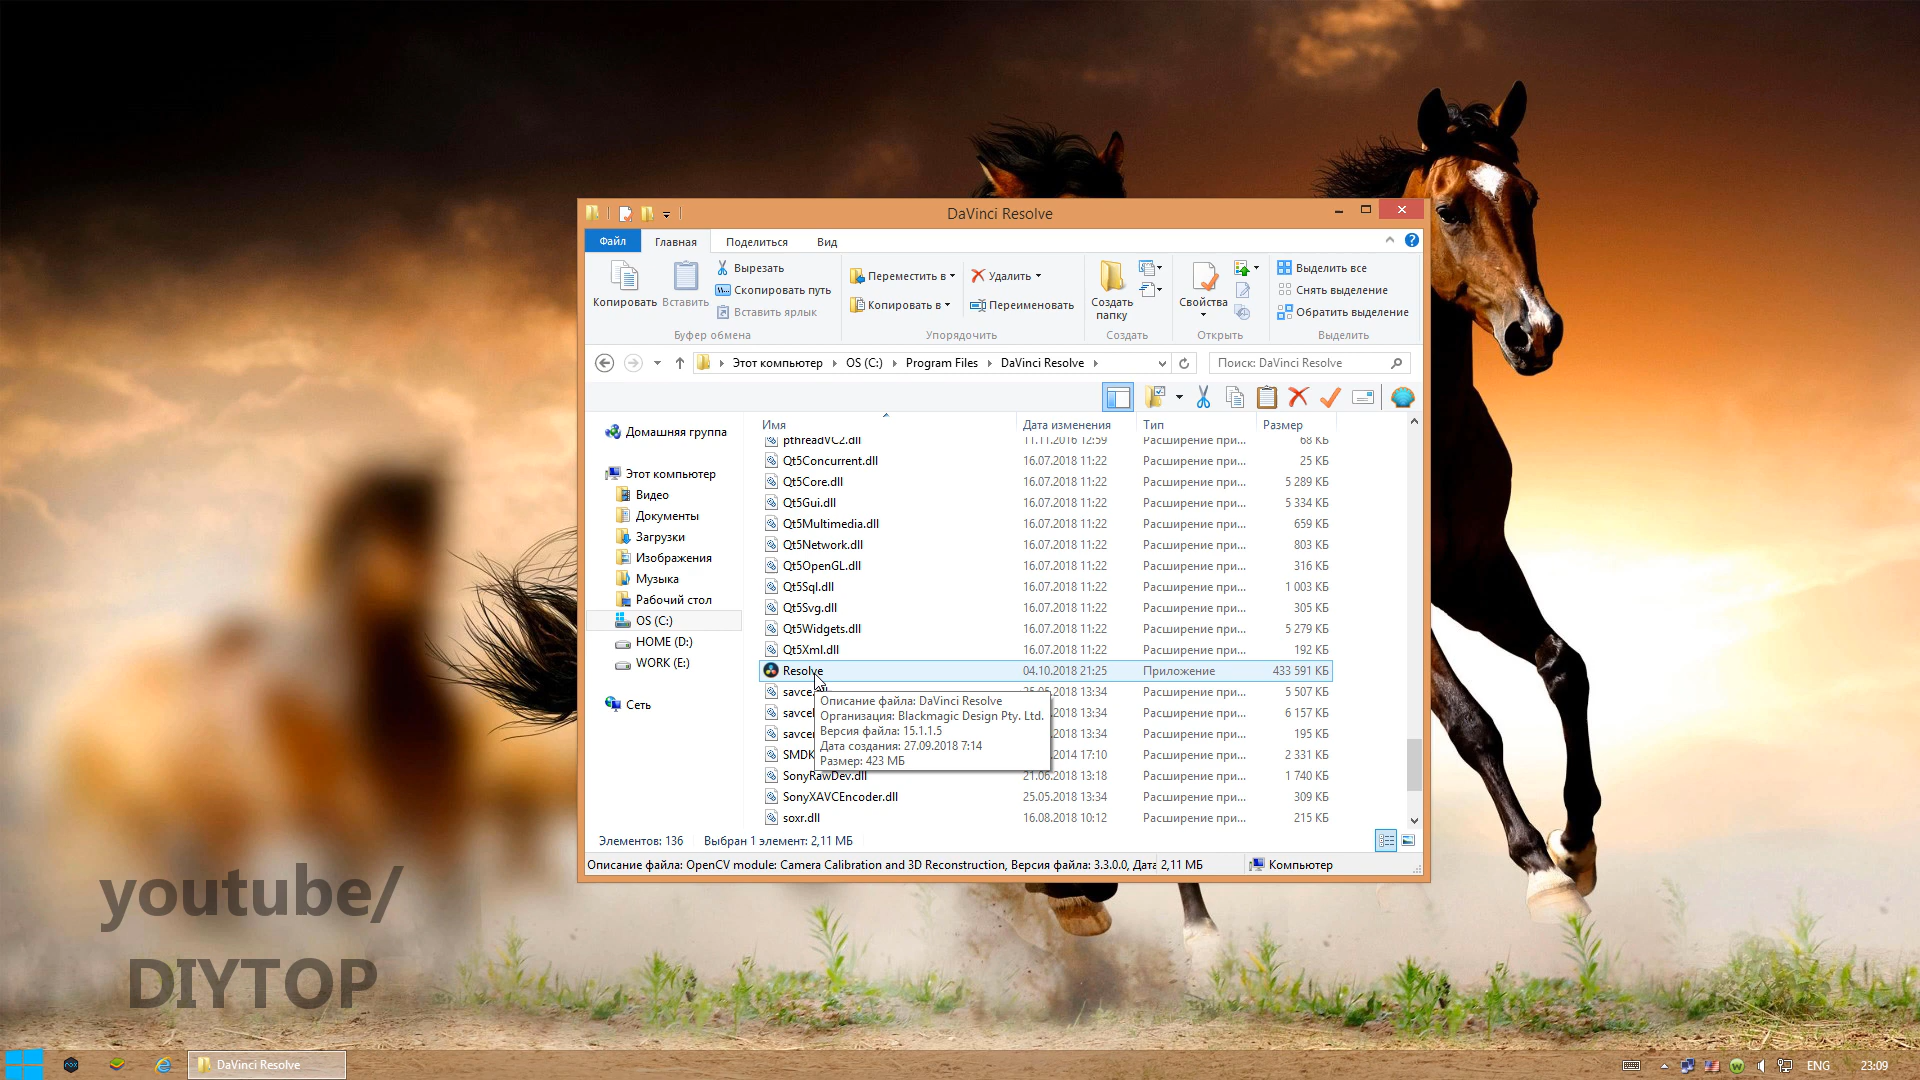 DaVinci Resolve
Файл
Главная
Поделиться
Вид
Копировать
Вставить
Вырезать
Скопировать путь
Вставить ярлык
Буфер обмена
Переместить в
Копировать в
Удалить
Переименовать
Упорядочить
Создать
папку
Создать
Свойства
Открыть
Выделить все
Снять выделение
Обратить выделение
Выделить
Этот компьютер
OS (C:)
Program Files
DaVinci Resolve
Поиск: DaVinci Resolve
Домашняя группа
Этот компьютер
Видео
Документы
Загрузки
Изображения
Музыка
Рабочий стол
OS (C:)
HOME (D:)
WORK (E:)
Сеть
Имя Дата изменения Тип Размер
pthreadVC2.dll 11.11.2016 12:59 Расширение при... 68 КБ
Qt5Concurrent.dll 16.07.2018 11:22 Расширение при... 25 КБ
Qt5Core.dll 16.07.2018 11:22 Расширение при... 5 289 КБ
Qt5Gui.dll 16.07.2018 11:22 Расширение при... 5 334 КБ
Qt5Multimedia.dll 16.07.2018 11:22 Расширение при... 659 КБ
Qt5Network.dll 16.07.2018 11:22 Расширение при... 803 КБ
Qt5OpenGL.dll 16.07.2018 11:22 Расширение при... 316 КБ
Qt5Sql.dll 16.07.2018 11:22 Расширение при... 1 003 КБ
Qt5Svg.dll 16.07.2018 11:22 Расширение при... 305 КБ
Qt5Widgets.dll 16.07.2018 11:22 Расширение при... 5 279 КБ
Qt5Xml.dll 16.07.2018 11:22 Расширение при... 192 КБ
Resolve 04.10.2018 21:25 Приложение 433 591 КБ
13:34 Расширение при... 5 507 КБ
2018 13:34 Расширение при... 6 157 КБ
2018 13:34 Расширение при... 195 КБ
SMDK 2014 17:10 Расширение при... 2 331 КБ
SonyRawDev.dll 21.06.2018 13:18 Расширение при... 1 740 КБ
SonyXAVCEncoder.dll 25.05.2018 13:34 Расширение при... 309 КБ
soxr.dll 16.08.2018 10:12 Расширение при... 215 КБ
Описание файла: DaVinci Resolve
Организация: Blackmagic Design Pty. Ltd.
Версия файла: 15.1.1.5
Дата создания: 27.09.2018 7:14
Размер: 423 МБ
Элементов: 136 Выбран 1 элемент: 2,11 МБ
Описание файла: OpenCV module: Camera Calibration and 3D Reconstruction, Версия файла: 3.3.0.0, Дата 2,11 МБ Компьютер
youtube/
DIYTOP
DaVinci Resolve
ENG
23:09